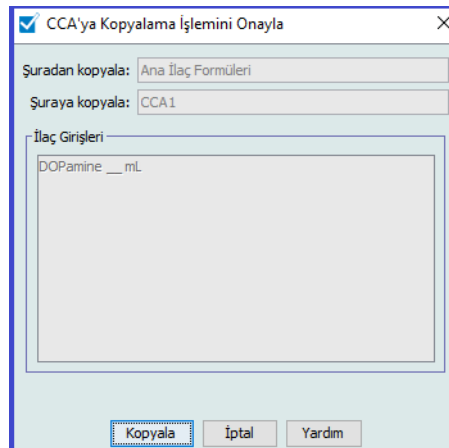 CCA'ya Kopyalama İşlemini Onayla
Şuradan kopyala: Ana İlaç Formüleri
Şuraya kopyala: CCA1
İlaç Girişleri
DOPamine __ mL
Kopyala İptal Yardım